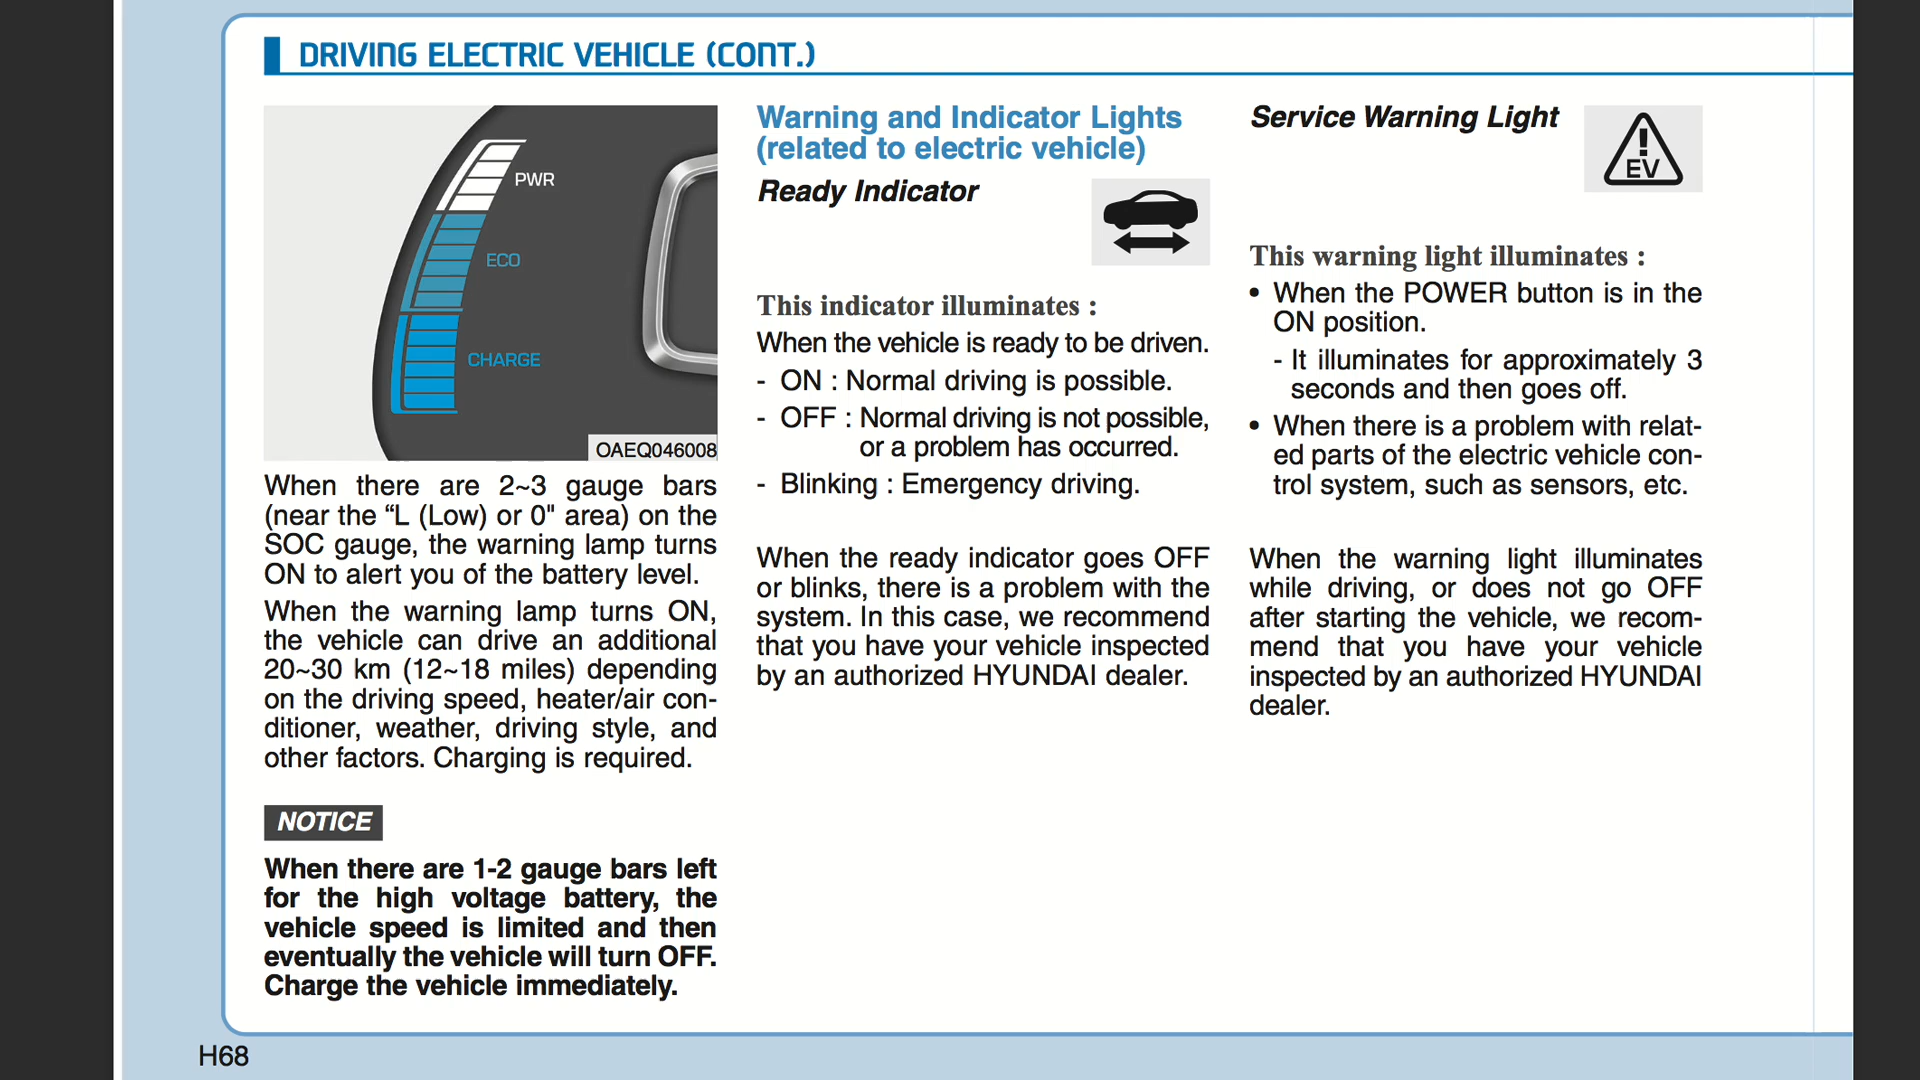 DRIVING ELECTRIC VEHICLE (CONT.)
PWR
ECO
CHARGE
OAEQ046008
When there are 2~3 gauge bars
(near the “L (Low) or 0" area) on the
SOC gauge, the warning lamp turns
ON to alert you of the battery level.
When the warning lamp turns ON,
the vehicle can drive an additional
20~30 km (12~18 miles) depending
on the driving speed, heater/air con-
ditioner, weather, driving style, and
other factors. Charging is required.
NOTICE
When there are 1-2 gauge bars left
for the high voltage battery, the
vehicle speed is limited and then
eventually the vehicle will turn OFF.
Charge the vehicle immediately.
Warning and Indicator Lights
(related to electric vehicle)
Ready Indicator
This indicator illuminates :
When the vehicle is ready to be driven.
- ON : Normal driving is possible.
- OFF : Normal driving is not possible,
or a problem has occurred.
- Blinking : Emergency driving.
When the ready indicator goes OFF
or blinks, there is a problem with the
system. In this case, we recommend
that you have your vehicle inspected
by an authorized HYUNDAI dealer.
Service Warning Light
!
EV
This warning light illuminates :
• When the POWER button is in the
ON position.
- It illuminates for approximately 3
seconds and then goes off.
• When there is a problem with relat-
ed parts of the electric vehicle con-
trol system, such as sensors, etc.
When the warning light illuminates
while driving, or does not go OFF
after starting the vehicle, we recom-
mend that you have your vehicle
inspected by an authorized HYUNDAI
dealer.
H68